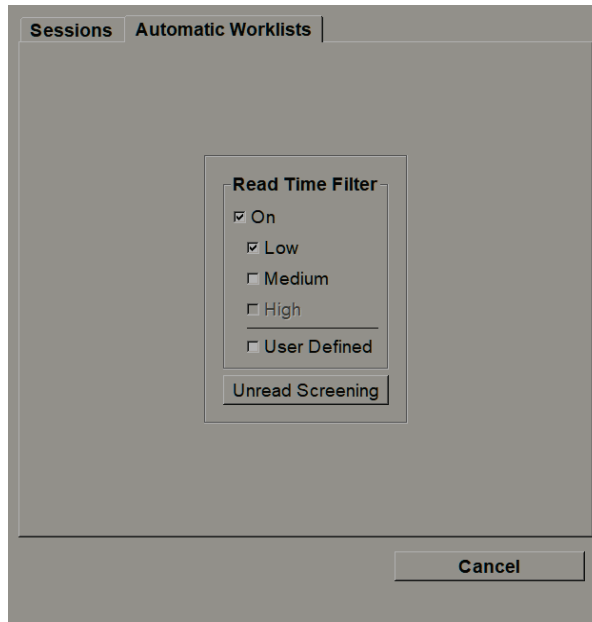 Sessions Automatic Worklists
Read Time Filter
On
Low
Medium
High
User Defined
Unread Screening
Cancel